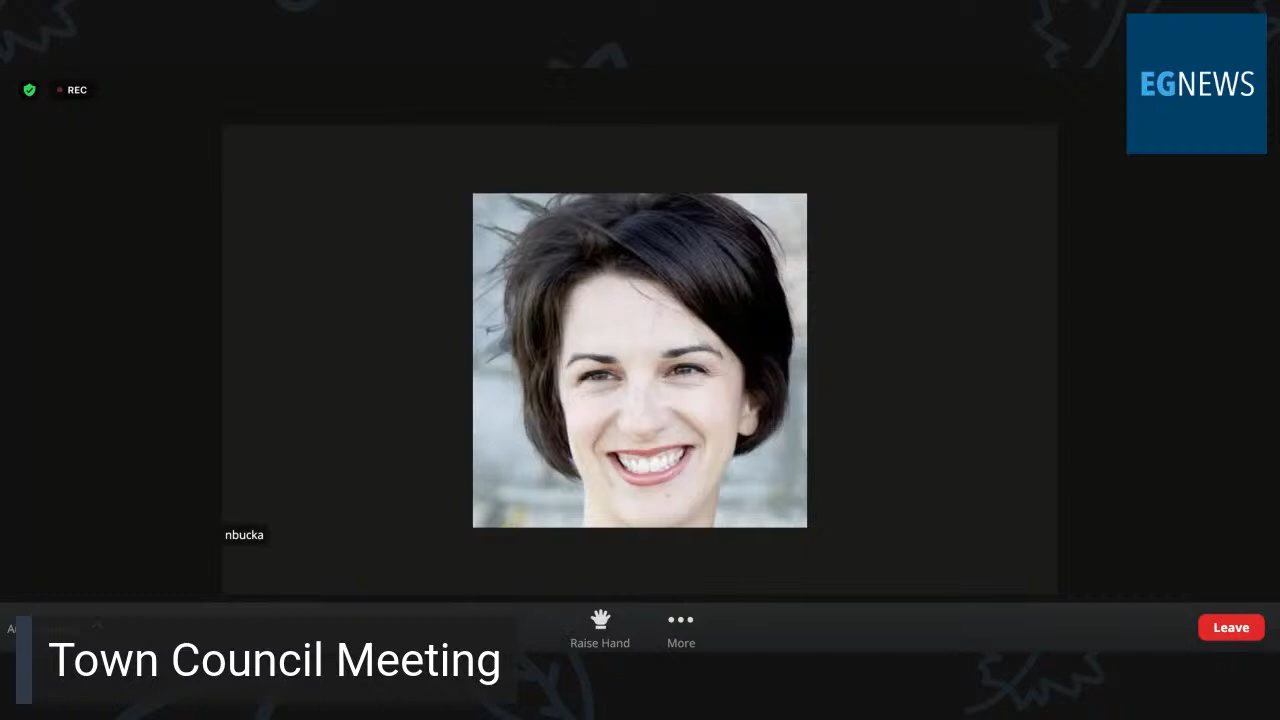 REC
EGNEWS
nbucka
Raise Hand
More
Leave
Town Council Meeting